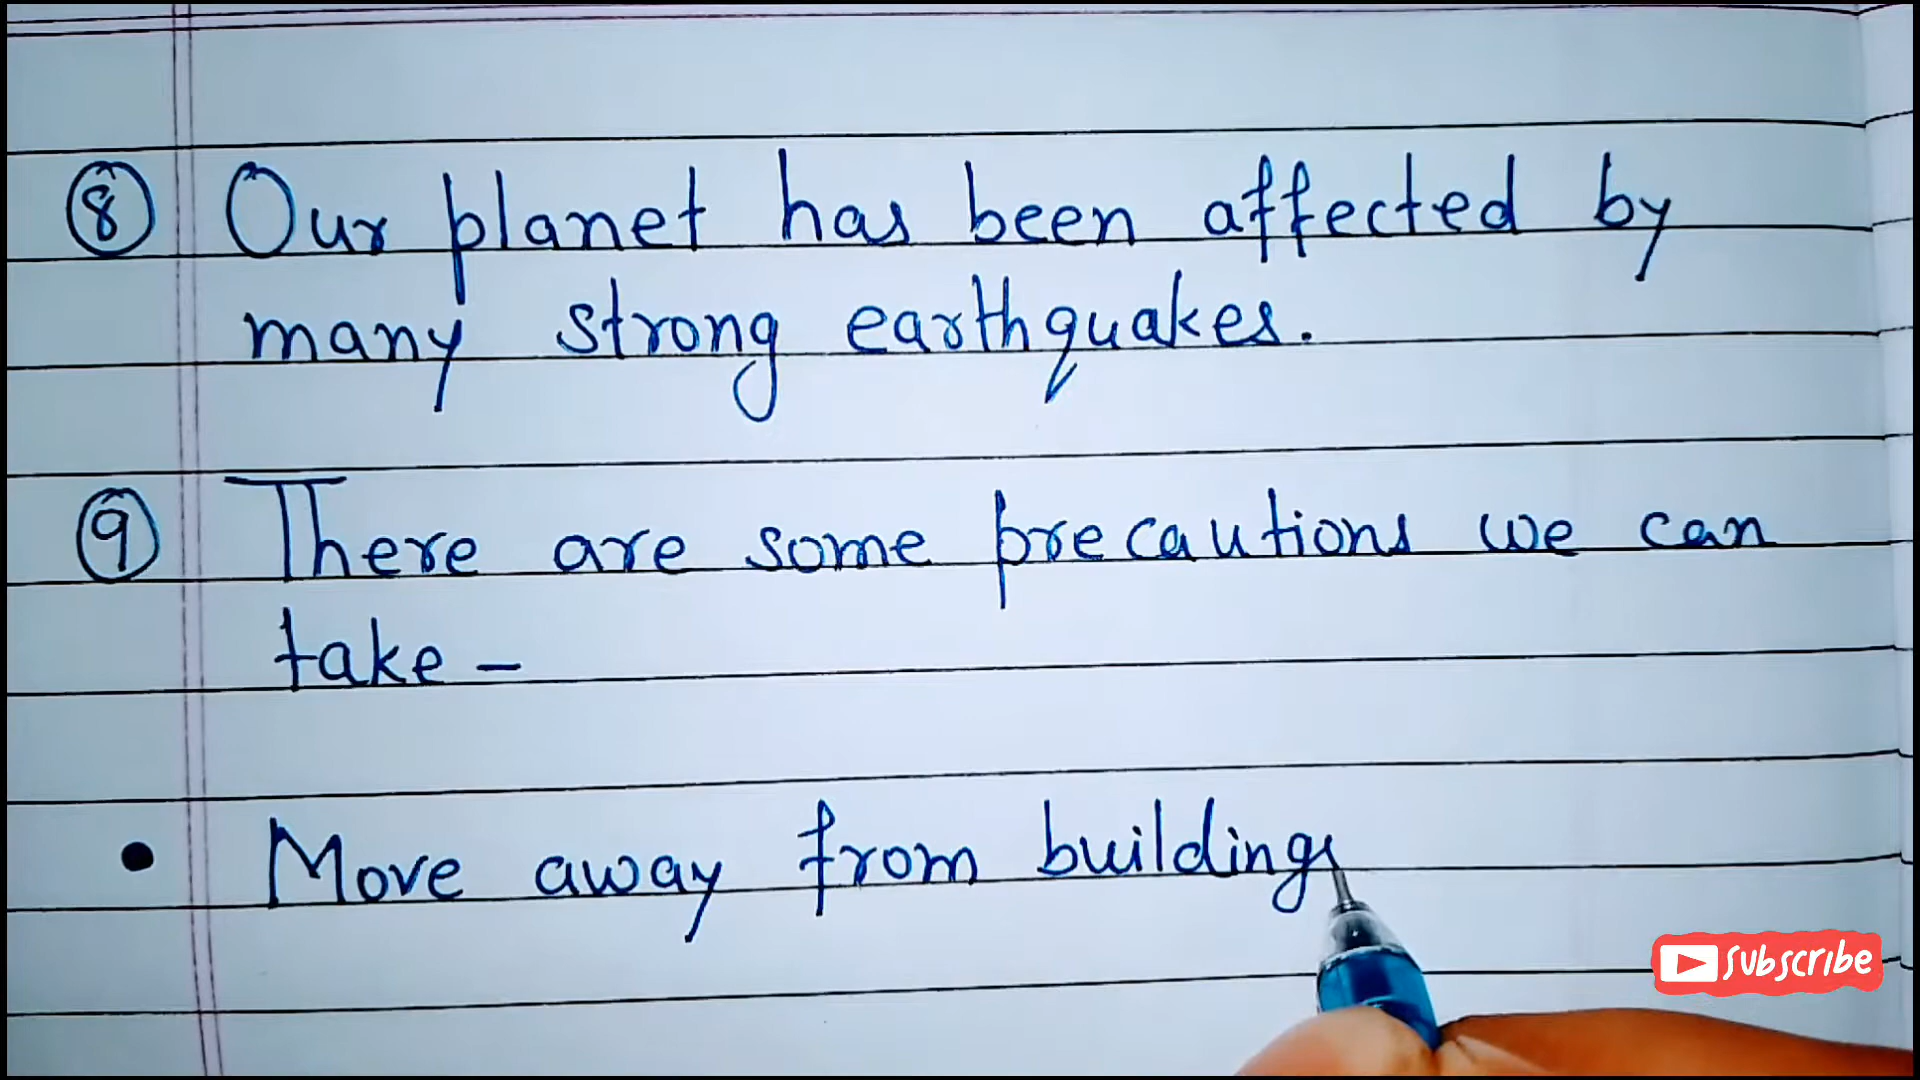 8 Our planet has been affected by
many strong earthquakes.
9 There are some precautions we can
take -
• Move away from buildings
Subscribe